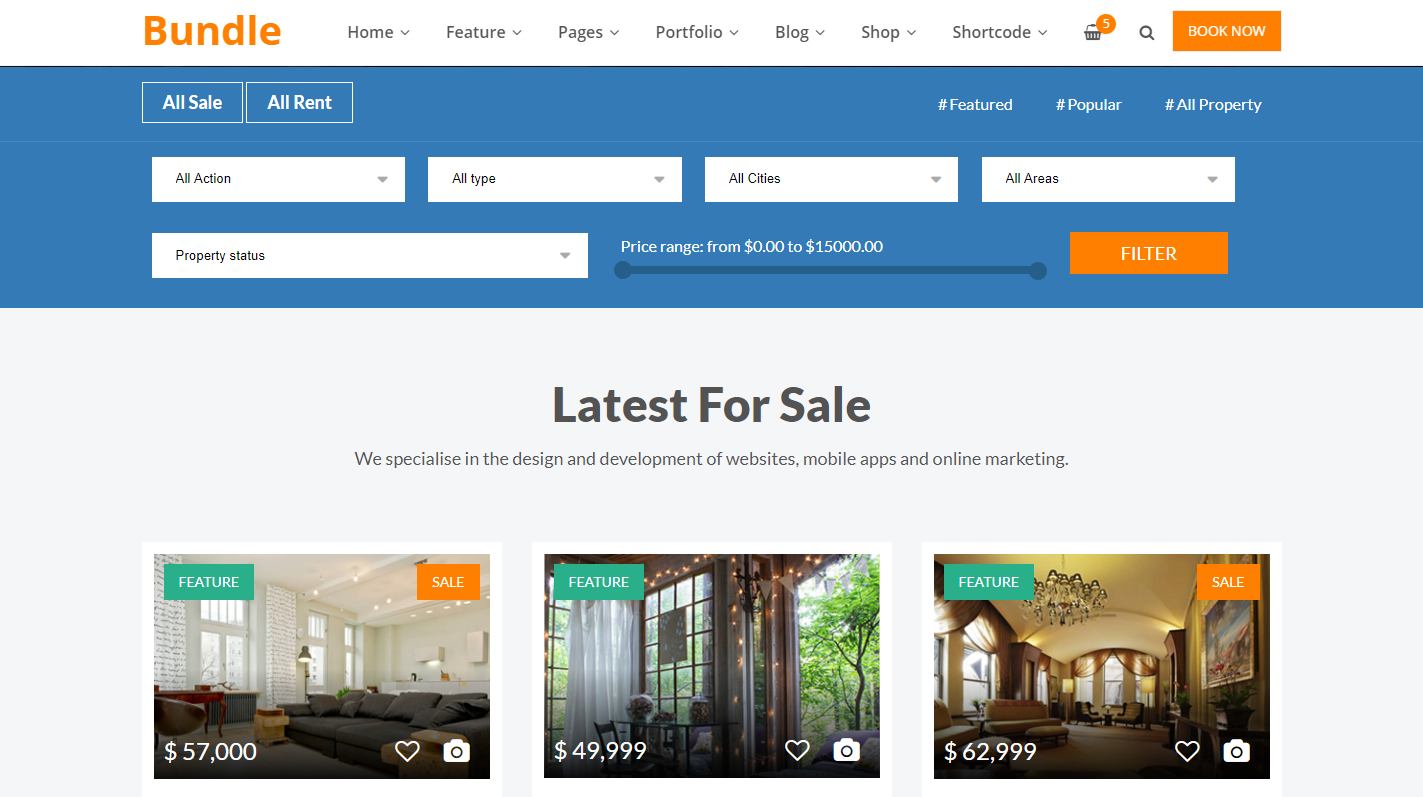 Bundle Home Feature Pages Portfolio Blog Shop Shortcode 5 BOOK NOW
All Sale All Rent # Featured # Popular # All Property
All Action All type All Cities All Areas
Property status Price range: from $0.00 to $15000.00 FILTER
Latest For Sale
We specialise in the design and development of websites, mobile apps and online marketing.
FEATURE SALE FEATURE FEATURE SALE
$ 57,000 $ 49,999 $ 62,999